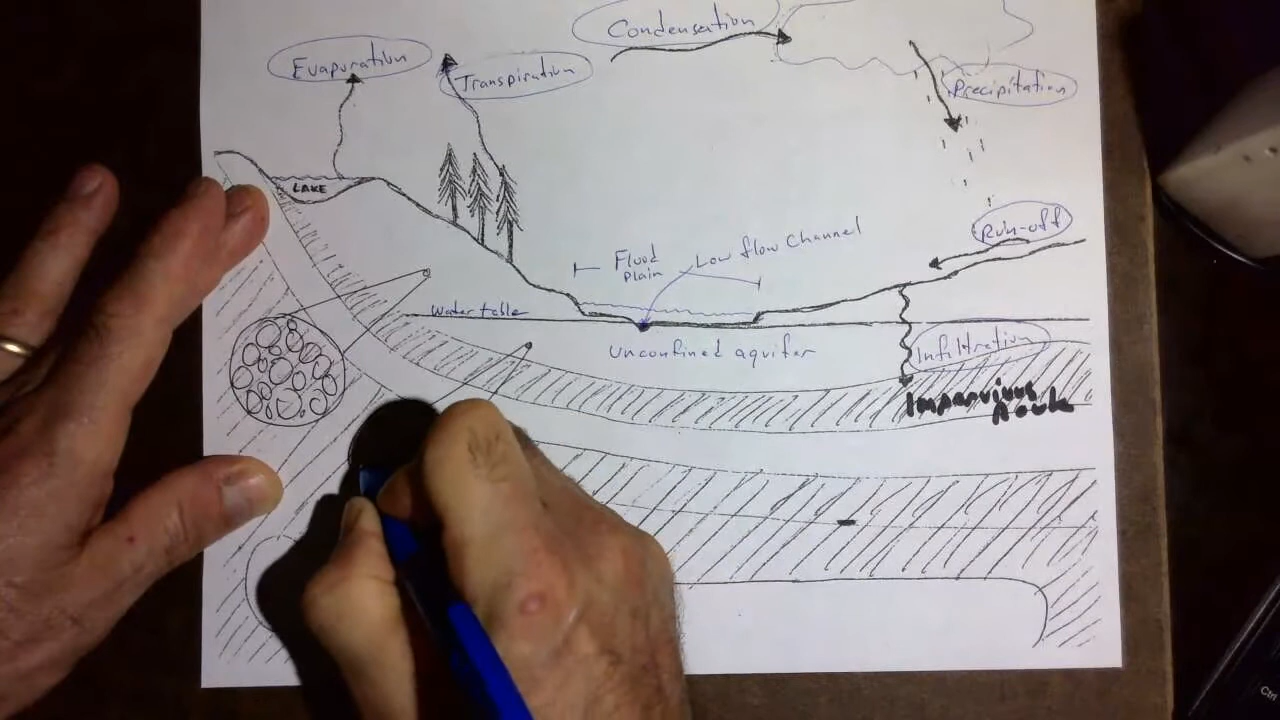 Condensation
Evaporation
Transpiration
Precipitation
LAKE
Run-off
Flood
plain
Low flow Channel
water table
Unconfined aquifer
Infiltration
Impervious
Rock
Ctrl